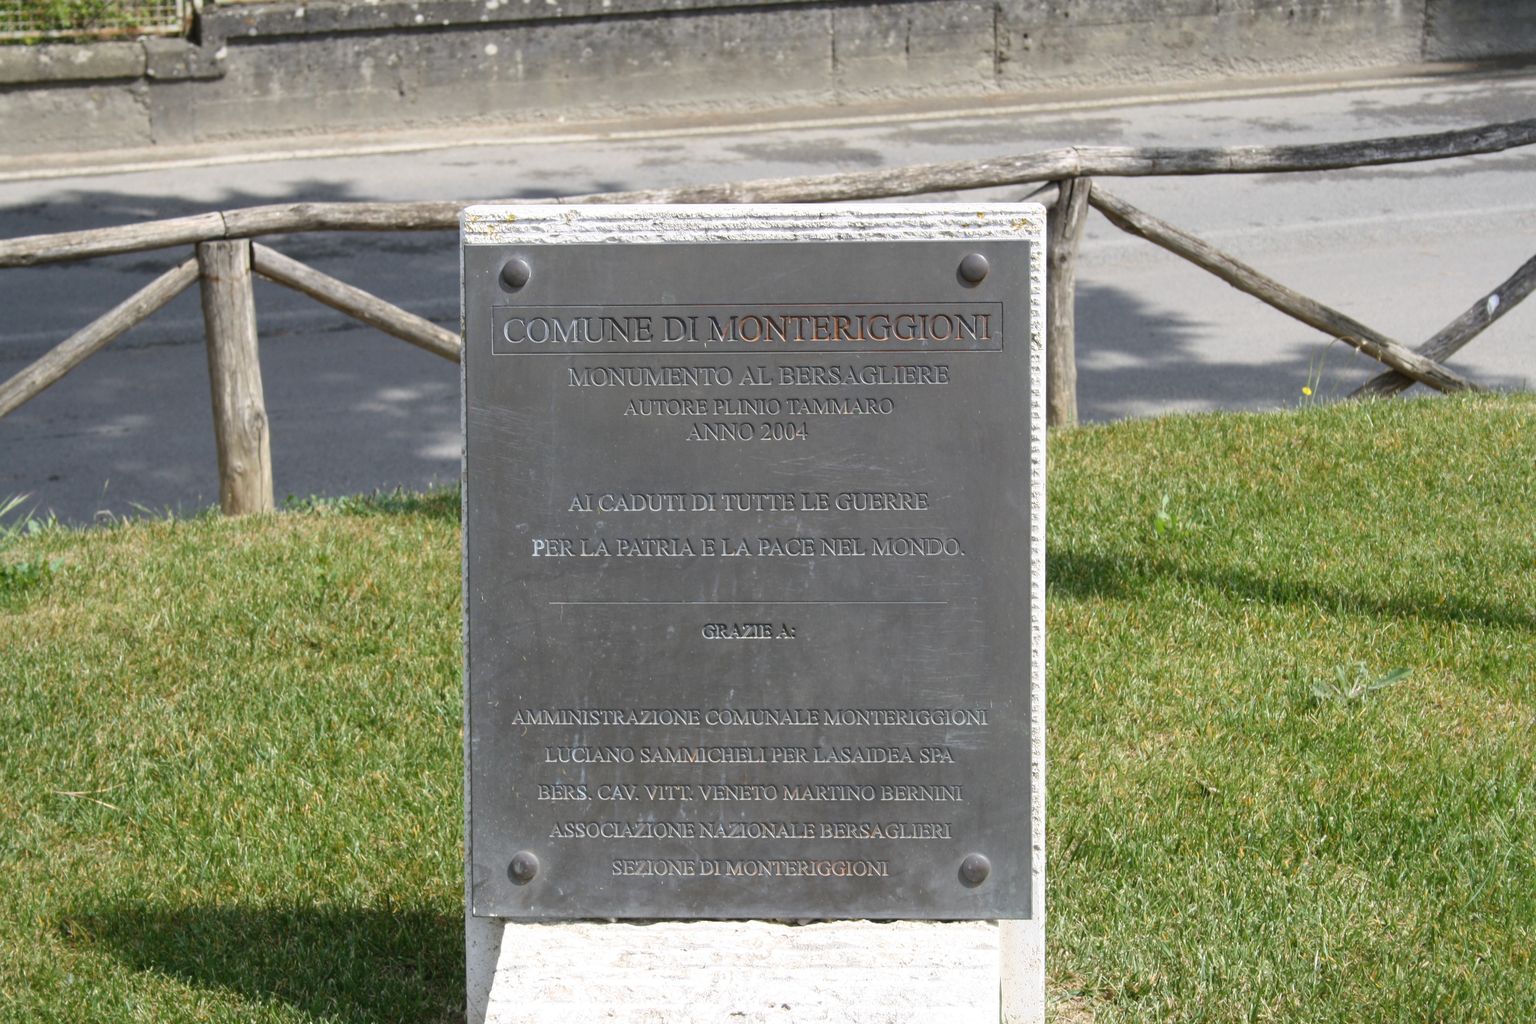 COMUNE DI MONTERIGGIONI
MONUMENTO AL BERSAGLIERE
AUTORE PLINIO TAMMARO
ANNO 2004
AI CADUTI DI TUTTE LE GUERRE
PER LA PATRIA E LA PACE NEL MONDO.
GRAZIE A:
AMMINISTRAZIONE COMUNALE MONTERIGGIONI
LUCIANO SAMMICHELI PER LASAIDEA SPA
BERS. CAV. VITT. VENETO MARTINO BERNINI
ASSOCIAZIONE NAZIONALE BERSAGLIERI
SEZIONE DI MONTERIGGIONI